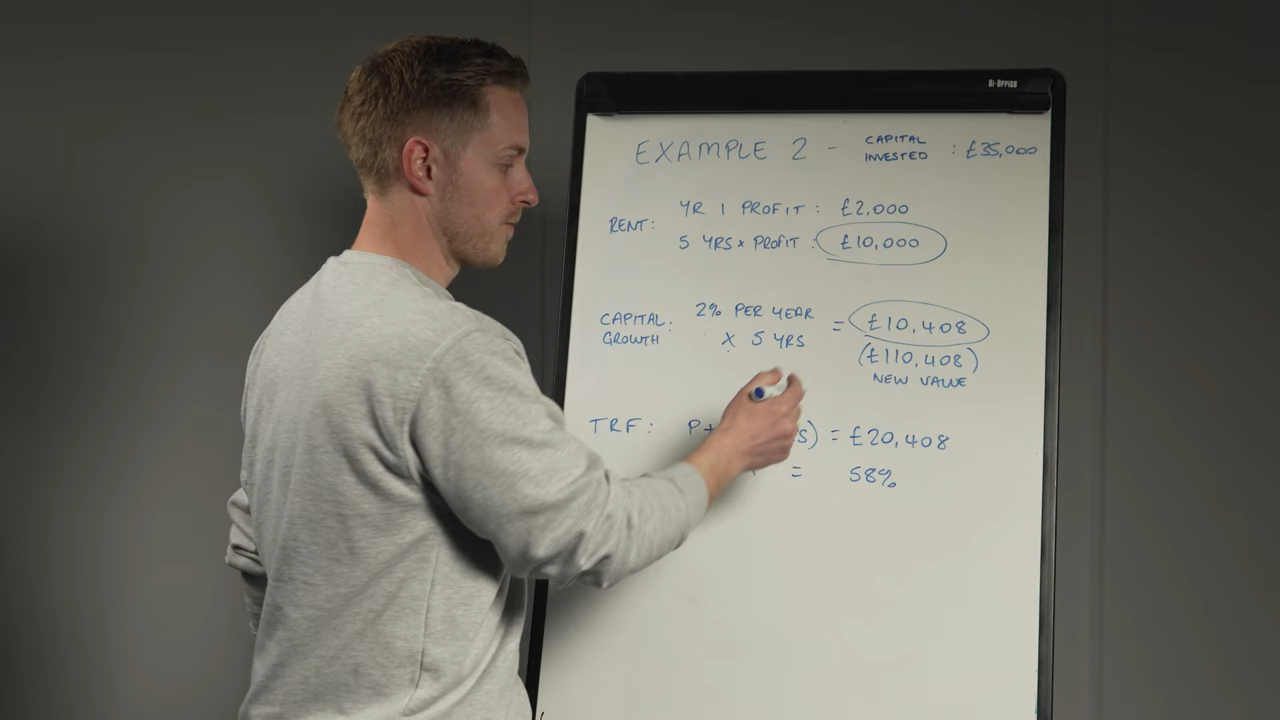 Bi-OFFICE
EXAMPLE 2 - CAPITAL INVESTED : £35,000
RENT: YR 1 PROFIT : £2,000
5 YRS x PROFIT : £10,000
CAPITAL GROWTH : 2% PER YEAR x 5 YRS = £10,408
(£110,408)
NEW VALUE
TRF: P+ S) = £20,408
= 58%